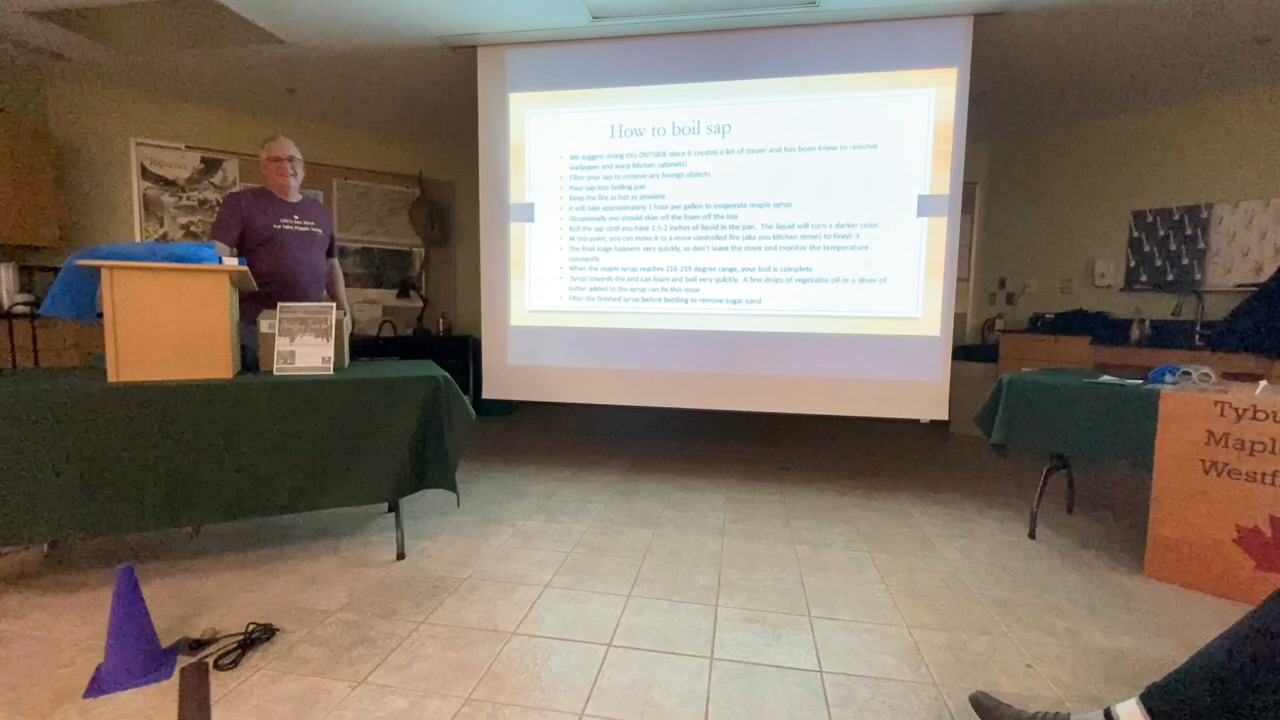 How to boil sap
We suggest doing this OUTSIDE since it creates a lot of steam and has been know to remove
wallpaper and warp kitchen cabinets!
Filter your sap to remove any foreign objects
Pour sap into boiling pan
Keep the fire as hot as possible
It will take approximately 1 hour per gallon to evaporate maple syrup
Occasionally you should skim off the foam off the top
Boil the sap until you have 1.5-2 inches of liquid in the pan. The liquid will turn a darker color.
At this point, you can move it to a more controlled fire (aka you kitchen stove) to finish it
The final stage happens very quickly, so don't leave the stove and monitor the temperature
constantly
When the maple syrup reaches 216-219 degree range, your boil is complete
Syrup towards the end can foam and boil very quickly. A few drops of vegetable oil or a sliver of
butter added to the syrup can fix this issue
Filter the finished syrup before bottling to remove sugar sand
Life's too short
For fake Maple Syrup
Tybu
Maple
Westf